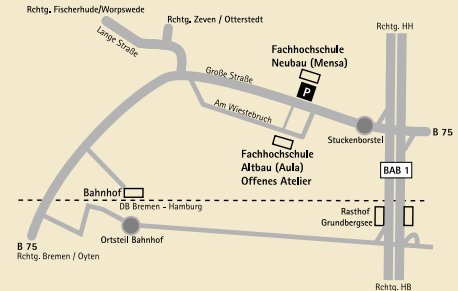 Rchtg. Fischerhude/Worpswede
Rchtg. Zeven / Otterstedt
Rchtg. HH
Lange Straße
Fachhochschule
Neubau (Mensa)
Große Straße
P
Am Wiestebruch
Stuckenborstel
B 75
Fachhochschule
Altbau (Aula)
Offenes Atelier
BAB 1
Bahnhof
DB Bremen - Hamburg
Rasthof
Grundbergsee
Ortsteil Bahnhof
B 75
Rchtg. Bremen / Oyten
Rchtg. HB